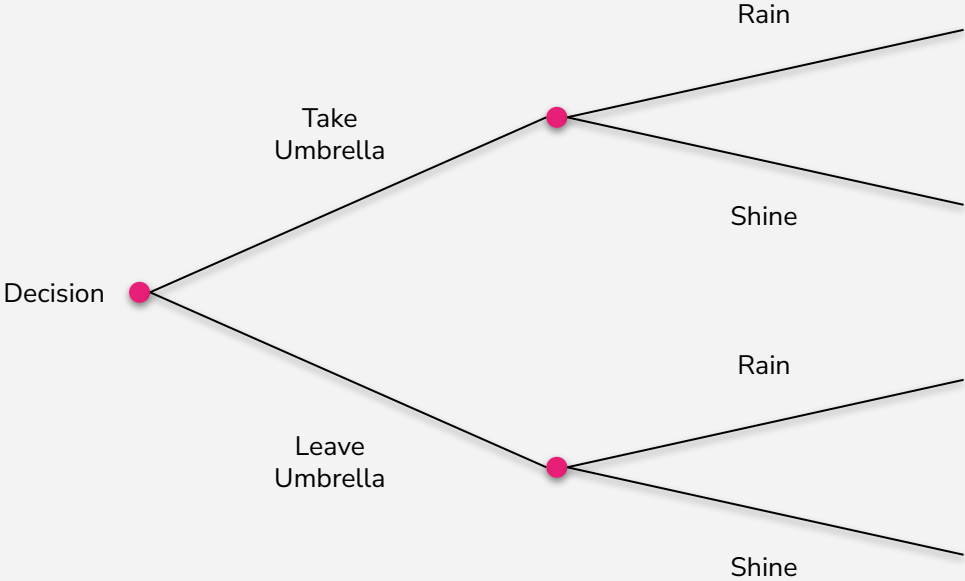 Rain
Take
Umbrella
Shine
Decision
Rain
Leave
Umbrella
Shine